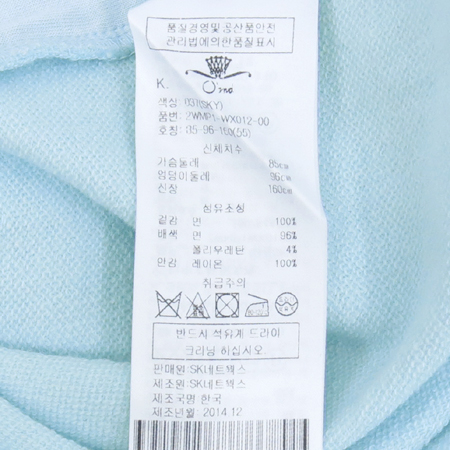 품질경영및공산품안전
관리법에의한품질표시
K.
색상: 037(SKY)
품번: 2WMP1-WX012-00
호칭: 85-96-160(55)
신체치수
가슴둘레 85cm
엉덩이둘레 96cm
신장 160cm
섬유조성
겉감 면 100%
배색 면 96%
폴리우레탄 4%
안감 레이온 100%
취급주의
반드시 석유계 드라이
크리닝 하십시오.
판매원:SK네트웍스
제조원:SK네트웍스
제조국명:한국
제조년월:2014.12